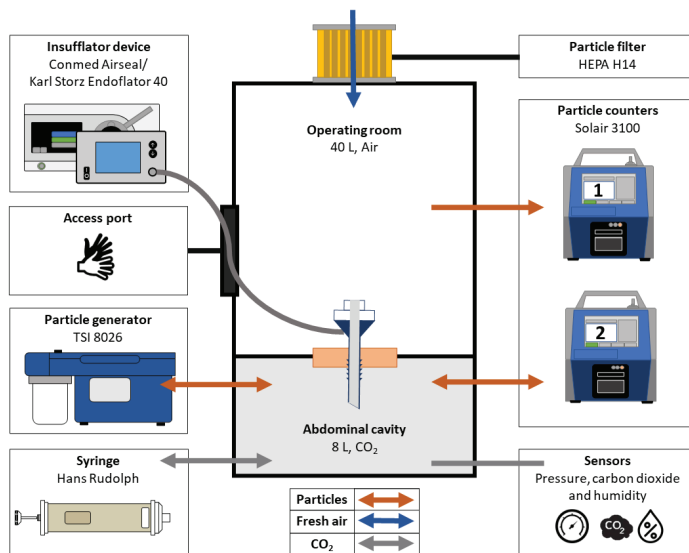 Insufflator device
Conmed Airseal/
Karl Storz Endoflator 40
Particle filter
HEPA H14
Operating room
40 L, Air
Particle counters
Solair 3100
1
Access port
Particle generator
TSI 8026
2
Abdominal cavity
8 L, CO₂
Syringe
Hans Rudolph
Sensors
Pressure, carbon dioxide
and humidity
CO₂
%
Particles
Fresh air
CO₂